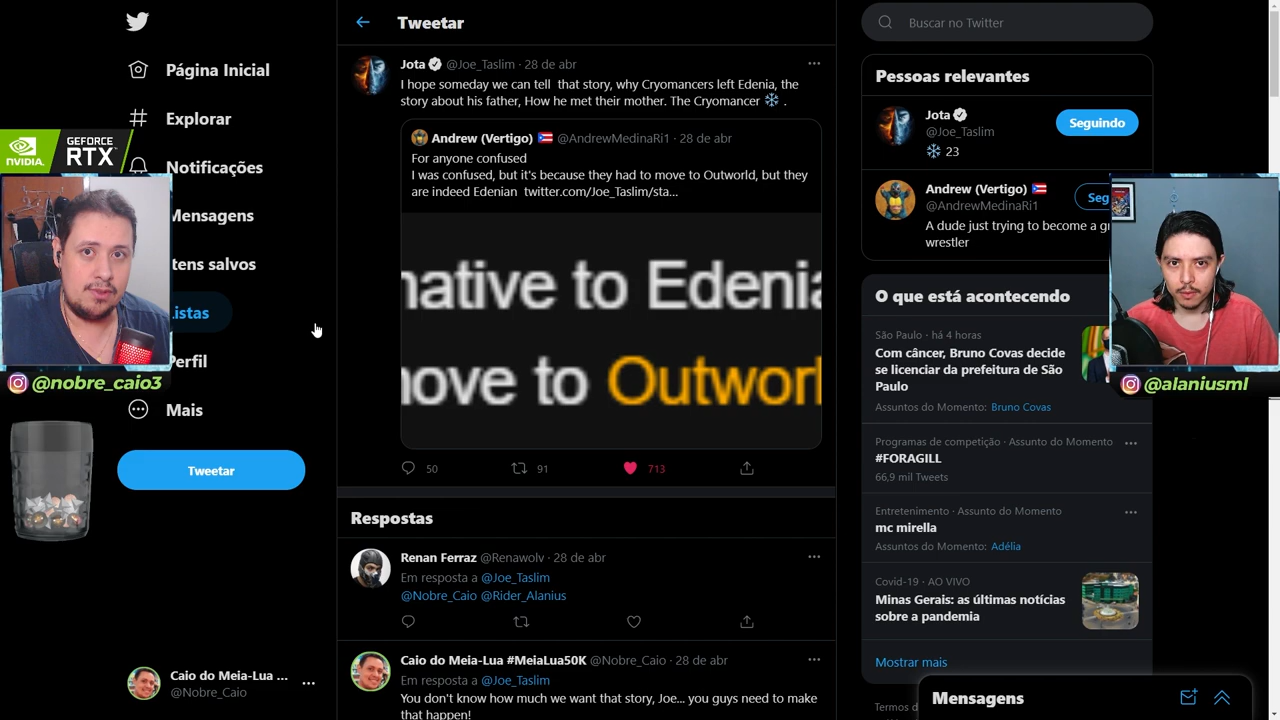 Página Inicial
Explorar
Notificações
Mensagens
Itens salvos
Listas
Perfil
Mais
Tweetar
NVIDIA.
GEFORCE
RTX
@nobre_caio3
Caio do Meia-Lua ...
@Nobre_Caio
Tweetar
Jota @Joe_Taslim · 28 de abr
I hope someday we can tell that story, why Cryomancers left Edenia, the
story about his father, How he met their mother. The Cryomancer ❄ .
Andrew (Vertigo) 🇵🇷 @AndrewMedinaRi1 · 28 de abr
For anyone confused
I was confused, but it's because they had to move to Outworld, but they
are indeed Edenian twitter.com/Joe_Taslim/sta...
native to Edenia
move to Outworl
50
91
713
Respostas
Renan Ferraz @Renawolv · 28 de abr
Em resposta a @Joe_Taslim
@Nobre_Caio @Rider_Alanius
Caio do Meia-Lua #MeiaLua50K @Nobre_Caio · 28 de abr
Em resposta a @Joe_Taslim
You don't know how much we want that story, Joe... you guys need to make
that happen!
Buscar no Twitter
Pessoas relevantes
Jota
@Joe_Taslim
Seguindo
❄ 23
Andrew (Vertigo) 🇵🇷
@AndrewMedinaRi1
Seg
A dude just trying to become a
wrestler
@alaniusml
O que está acontecendo
São Paulo · há 4 horas
Com câncer, Bruno Covas decide
se licenciar da prefeitura de São
Paulo
Assuntos do Momento: Bruno Covas
Programas de competição · Assunto do Momento
#FORAGILL
66,9 mil Tweets
Entretenimento · Assunto do Momento
mc mirella
Assuntos do Momento: Adélia
Covid-19 · AO VIVO
Minas Gerais: as últimas notícias
sobre a pandemia
Mostrar mais
Termos d
Mensagens